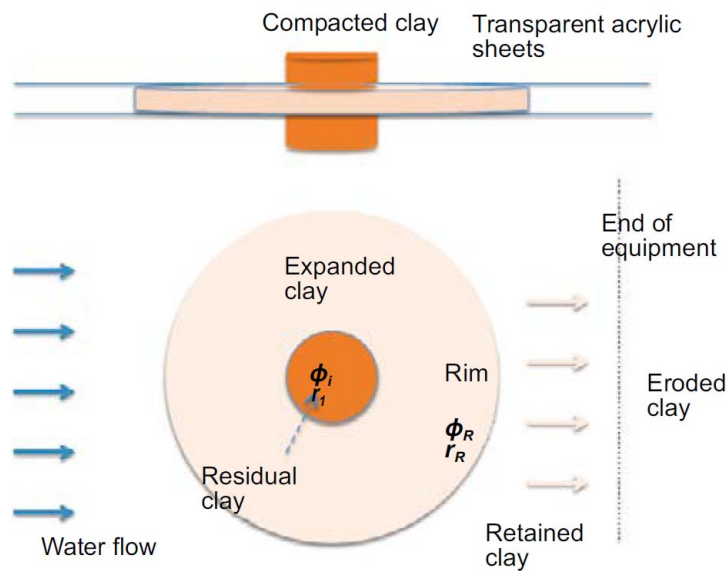 Compacted clay
Transparent acrylic
sheets
End of
equipment
Expanded
clay
ϕi
r1
Rim
Eroded
clay
ϕR
rR
Residual
clay
Water flow
Retained
clay